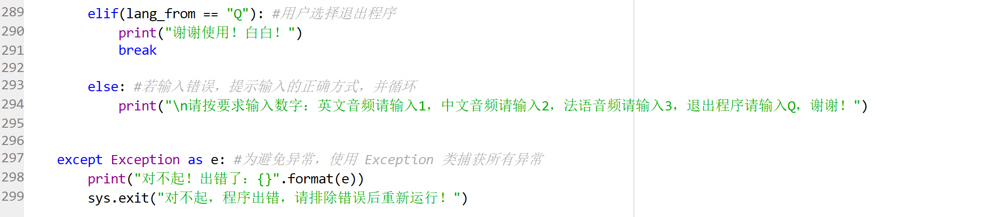 289 elif(lang_from == "Q"): #用户选择退出程序
290 print("谢谢使用！白白！")
291 break
292
293 else: #若输入错误，提示输入的正确方式，并循环
294 print("\n请按要求输入数字：英文音频请输入1，中文音频请输入2，法语音频请输入3，退出程序请输入Q，谢谢！")
295
296
297 except Exception as e: #为避免异常，使用 Exception 类捕获所有异常
298 print("对不起！出错了：{}".format(e))
299 sys.exit("对不起，程序出错，请排除错误后重新运行！")